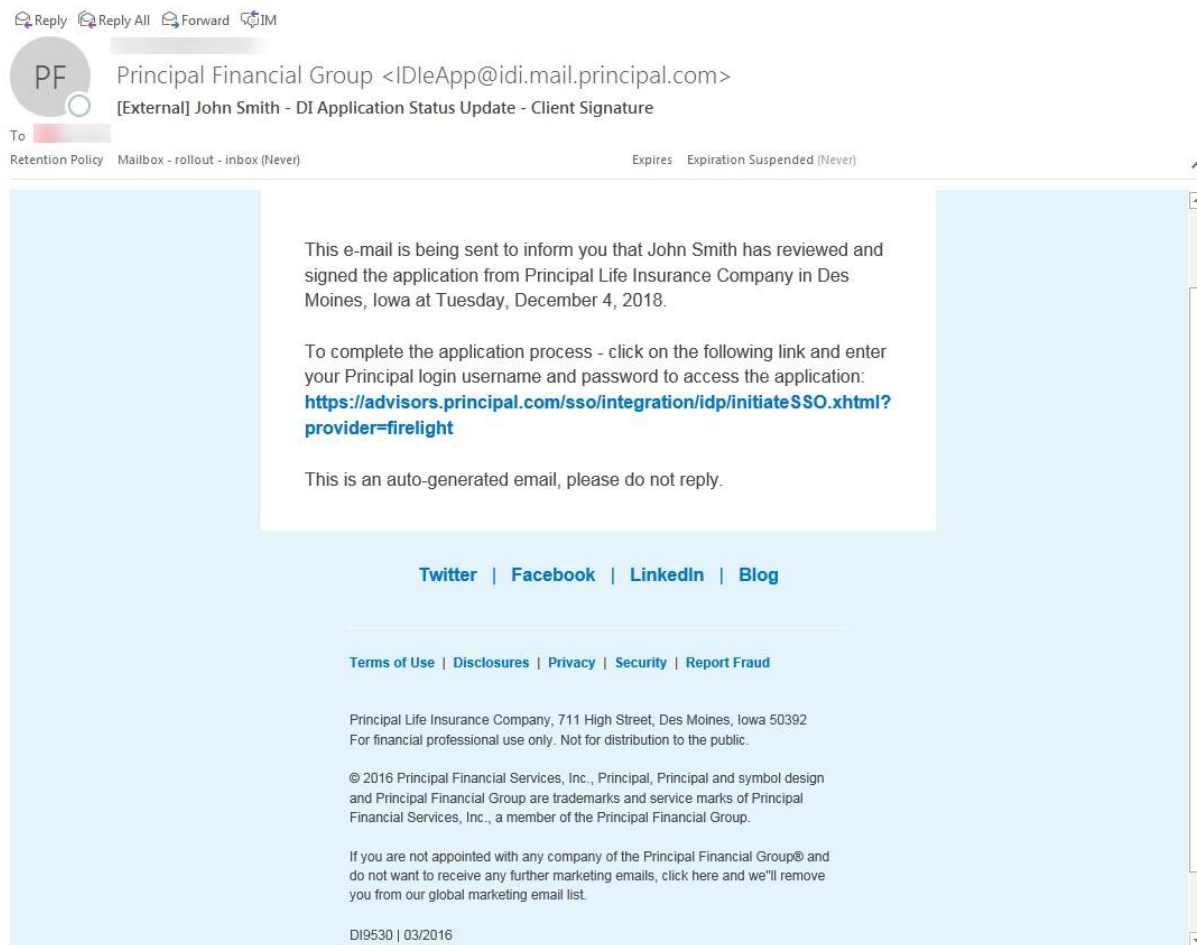 Reply Reply All Forward IM
PF
Principal Financial Group <IDIeApp@idi.mail.principal.com>
[External] John Smith - DI Application Status Update - Client Signature
To
Retention Policy Mailbox - rollout - inbox (Never) Expires Expiration Suspended (Never)
This e-mail is being sent to inform you that John Smith has reviewed and
signed the application from Principal Life Insurance Company in Des
Moines, Iowa at Tuesday, December 4, 2018.
To complete the application process - click on the following link and enter
your Principal login username and password to access the application:
https://advisors.principal.com/sso/integration/idp/initiateSSO.xhtml?
provider=firelight
This is an auto-generated email, please do not reply.
Twitter | Facebook | LinkedIn | Blog
Terms of Use | Disclosures | Privacy | Security | Report Fraud
Principal Life Insurance Company, 711 High Street, Des Moines, Iowa 50392
For financial professional use only. Not for distribution to the public.
© 2016 Principal Financial Services, Inc., Principal, Principal and symbol design
and Principal Financial Group are trademarks and service marks of Principal
Financial Services, Inc., a member of the Principal Financial Group.
If you are not appointed with any company of the Principal Financial Group® and
do not want to receive any further marketing emails, click here and we"ll remove
you from our global marketing email list.
DI9530 | 03/2016